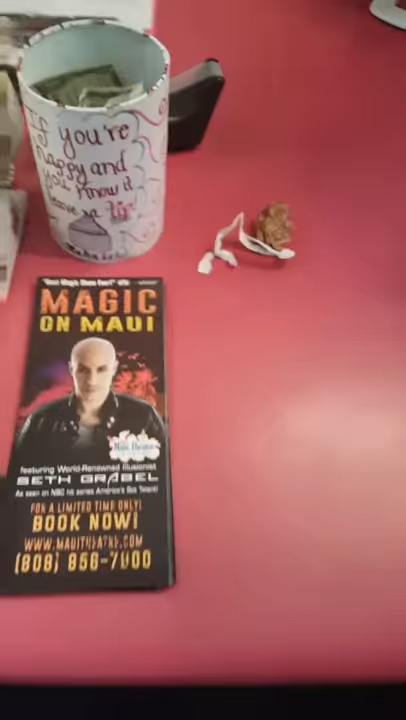 If you're
happy and
you know it
leave a tip!
"Best Magic Show Ever!"
MAGIC
ON MAUI
featuring World-Renowned Illusionist
SETH GRABEL
As seen on NBC hit series America's Got Talent!
FOR A LIMITED TIME ONLY!
BOOK NOW!
WWW.MAUITHEATRE.COM
(808) 856-7900